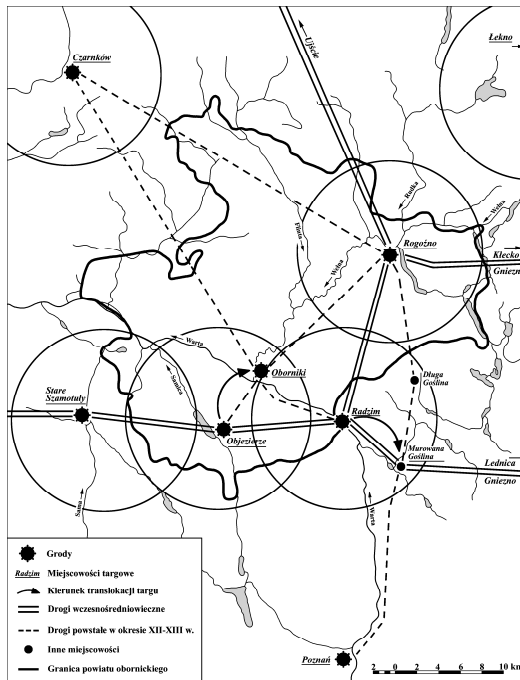 Czarnków
Ujście
Łekno
Flinta
Rudka
Wełna
Rogoźno
Kłecko
Gniezno
Wełna
Warta
Samica
Stare
Szamotuły
Oborniki
Długa
Goślina
Objezierze
Radzim
Murowana
Goślina
Lednica
Gniezno
Sama
Warta
Poznań
Grody
Radzim Miejscowości targowe
Kierunek translokacji targu
Drogi wczesnośredniowieczne
Drogi powstałe w okresie XII-XIII w.
Inne miejscowości
Granica powiatu obornickiego
2 0 2 4 6 8 10 km